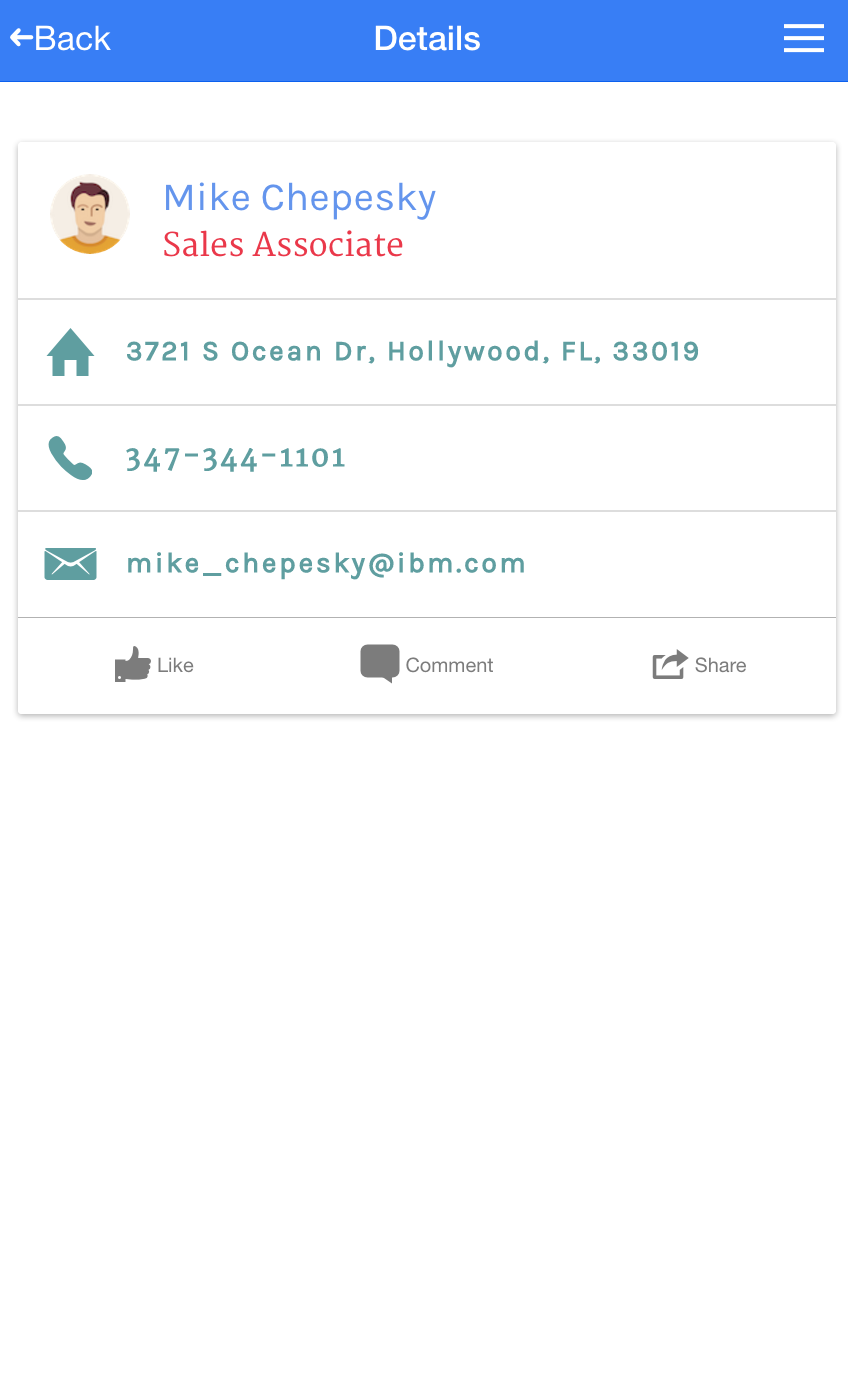 Back
Details
Mike Chepesky
Sales Associate
3721 S Ocean Dr, Hollywood, FL, 33019
347-344-1101
mike_chepesky@ibm.com
Like
Comment
Share